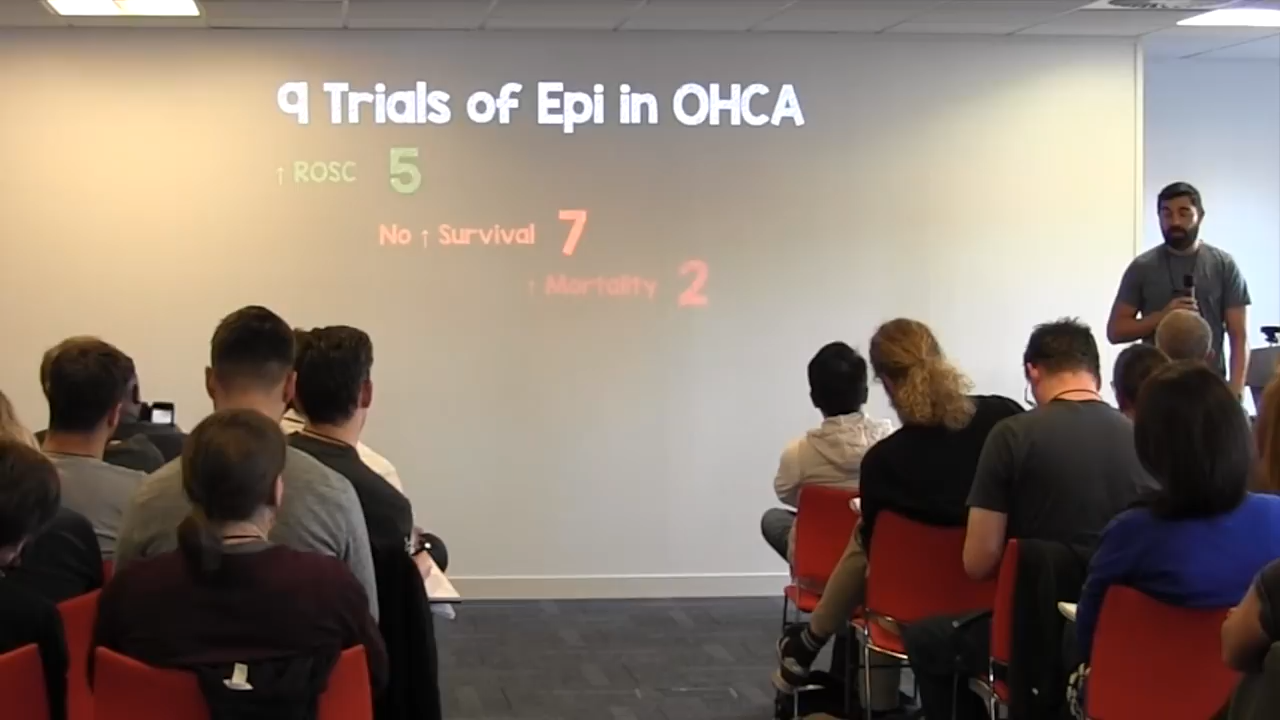 9 Trials of Epi in OHCA
↑ ROSC 5
No ↑ Survival 7
↑ Mortality 2